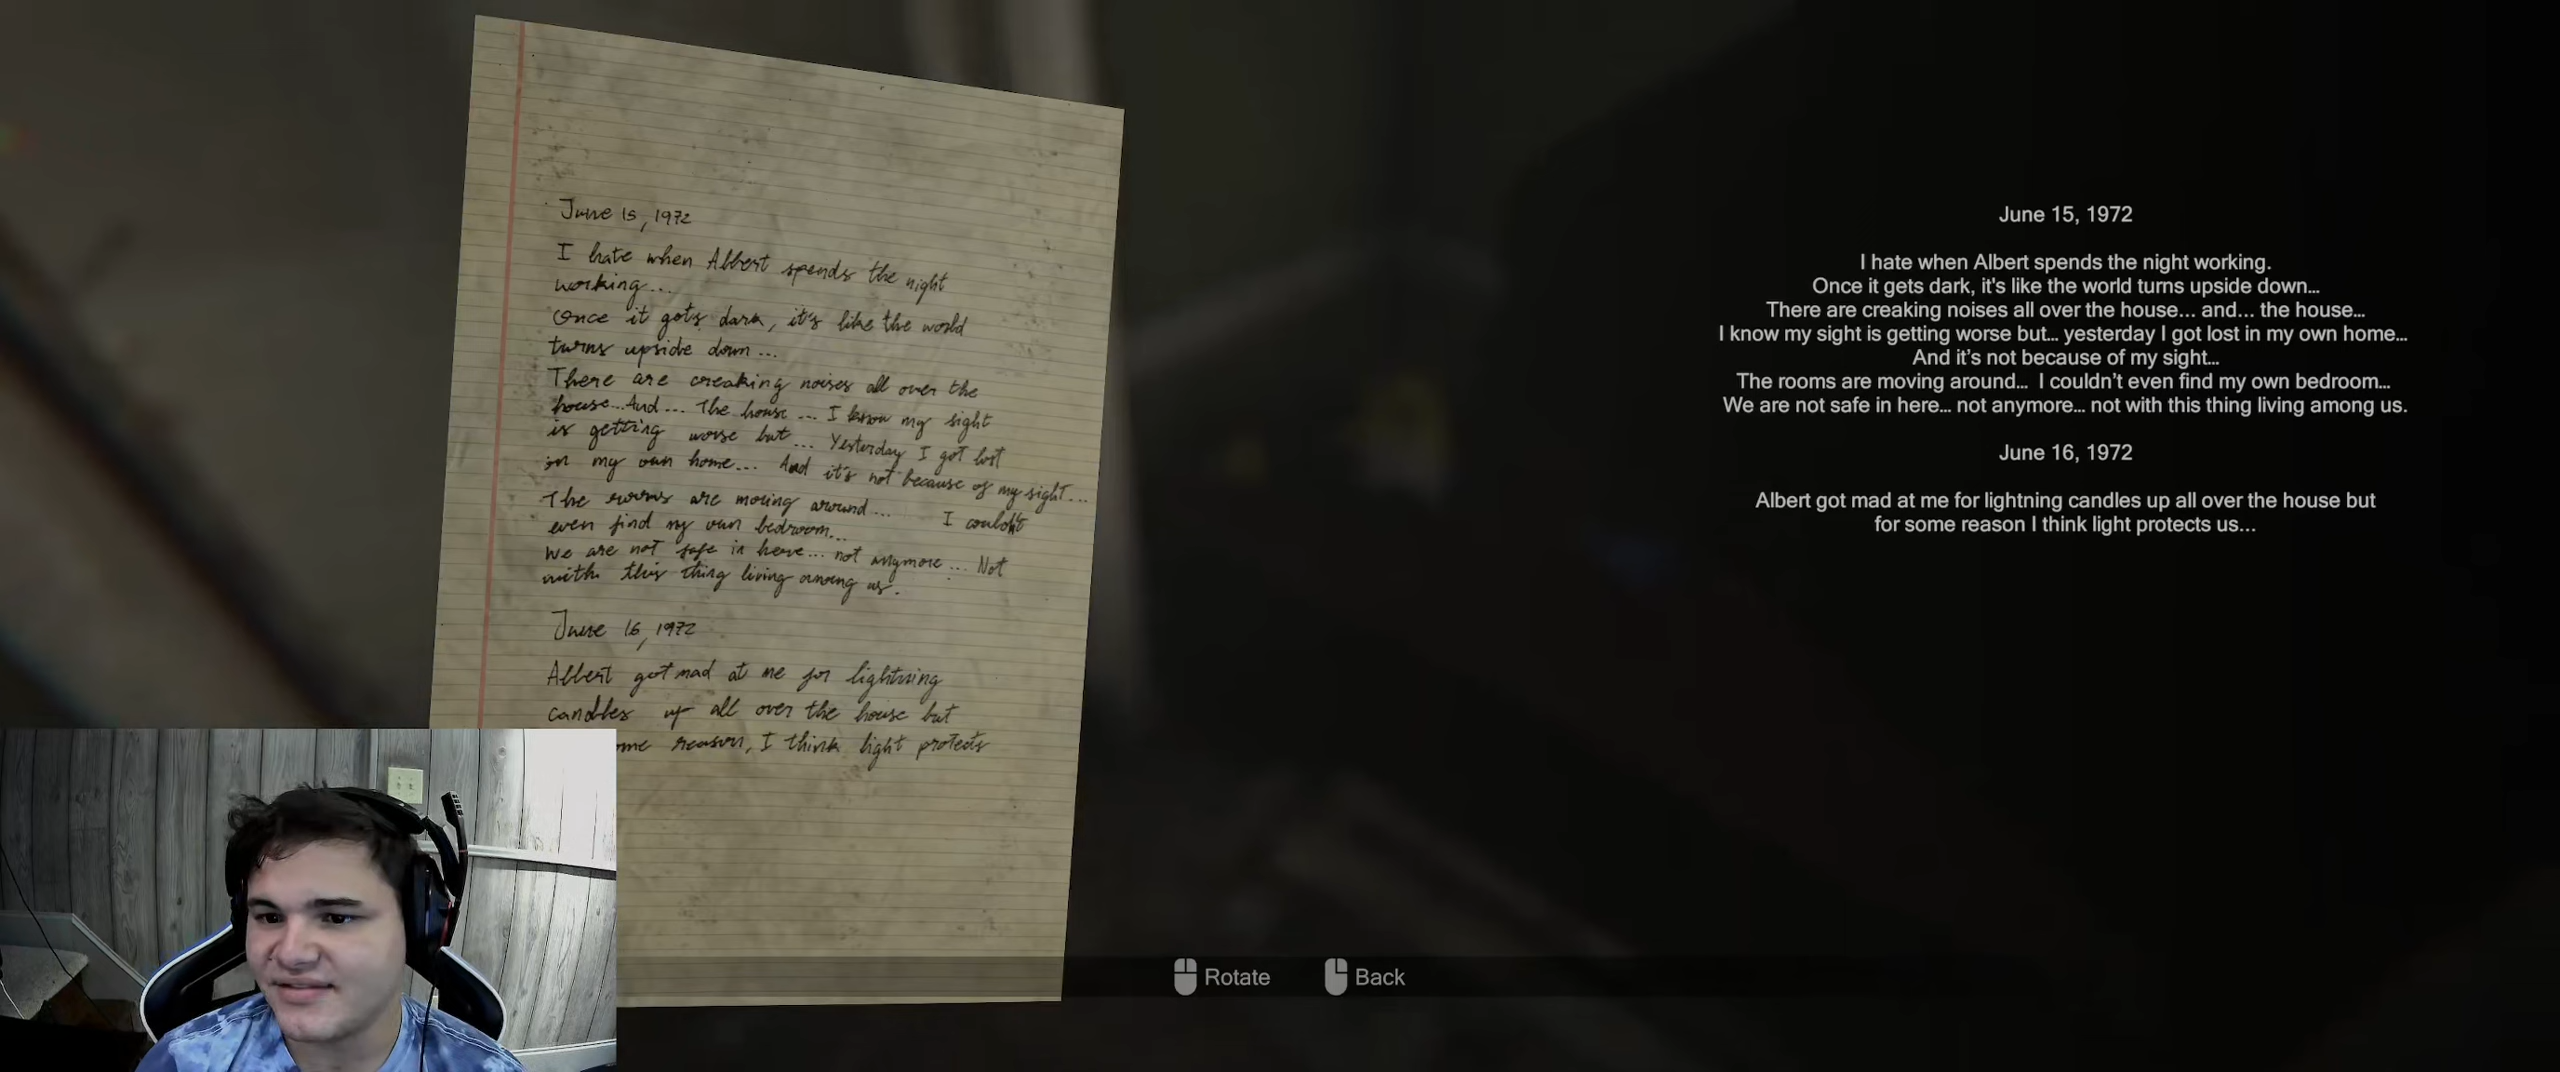 June 15, 1972
I hate when Albert spends the night
working...
Once it gets dark, it's like the world
turns upside down...
There are creaking noises all over the
house...And... The house... I know my sight
is getting worse but... Yesterday I got lost
in my own home... And it's not because of my sight...
The rooms are moving around... I couldn't
even find my own bedroom...
We are not safe in here... not anymore... Not
with this thing living among us.
June 16, 1972
Albert got mad at me for lightning
candles up all over the house but
ome reason, I think light protects
June 15, 1972
I hate when Albert spends the night working.
Once it gets dark, it's like the world turns upside down...
There are creaking noises all over the house... and... the house...
I know my sight is getting worse but... yesterday I got lost in my own home...
And it's not because of my sight...
The rooms are moving around... I couldn't even find my own bedroom...
We are not safe in here... not anymore... not with this thing living among us.
June 16, 1972
Albert got mad at me for lightning candles up all over the house but
for some reason I think light protects us...
Rotate Back